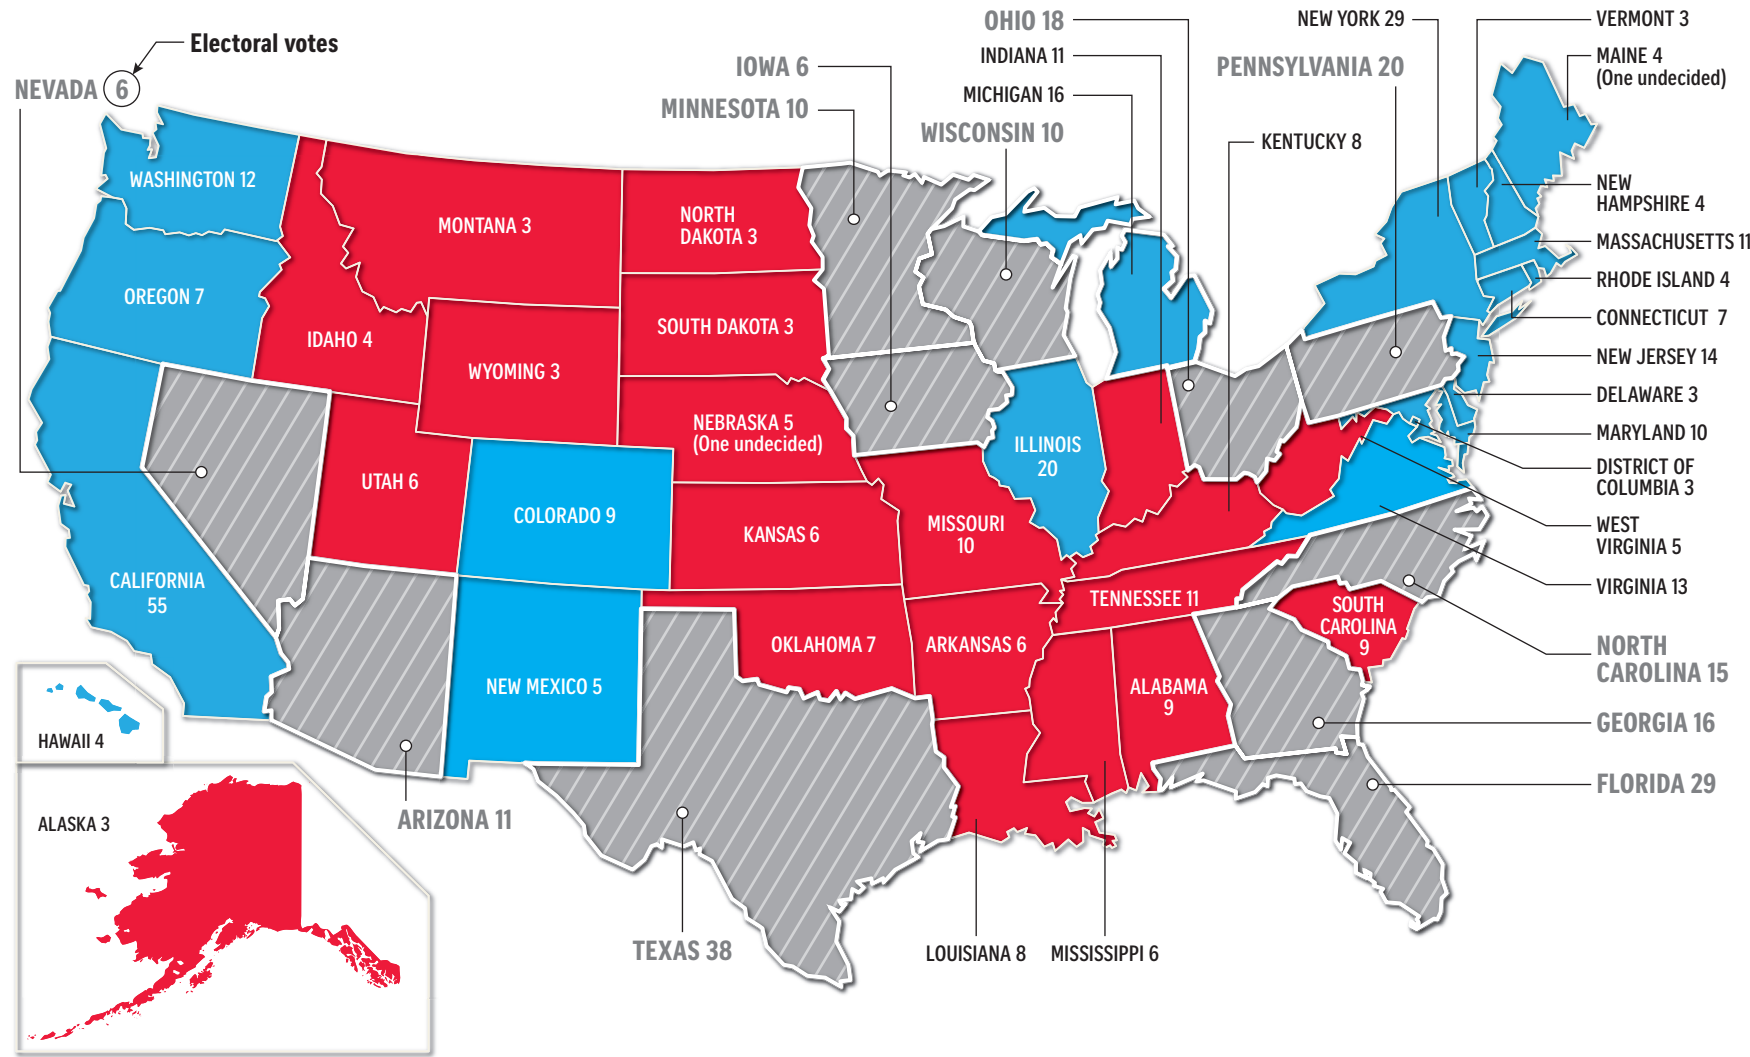 Electoral votes
NEVADA 6
OHIO 18
INDIANA 11
IOWA 6
MICHIGAN 16
MINNESOTA 10
WISCONSIN 10
NEW YORK 29
PENNSYLVANIA 20
KENTUCKY 8
VERMONT 3
MAINE 4
(One undecided)
NEW
HAMPSHIRE 4
MASSACHUSETTS 11
RHODE ISLAND 4
CONNECTICUT 7
NEW JERSEY 14
DELAWARE 3
MARYLAND 10
DISTRICT OF
COLUMBIA 3
WEST
VIRGINIA 5
VIRGINIA 13
NORTH
CAROLINA 15
GEORGIA 16
FLORIDA 29
WASHINGTON 12
OREGON 7
IDAHO 4
MONTANA 3
NORTH
DAKOTA 3
SOUTH DAKOTA 3
WYOMING 3
NEBRASKA 5
(One undecided)
UTAH 6
COLORADO 9
KANSAS 6
MISSOURI
10
ILLINOIS
20
CALIFORNIA
55
NEW MEXICO 5
OKLAHOMA 7
ARKANSAS 6
TENNESSEE 11
SOUTH
CAROLINA
9
ALABAMA
9
HAWAII 4
ALASKA 3
ARIZONA 11
TEXAS 38
LOUISIANA 8
MISSISSIPPI 6